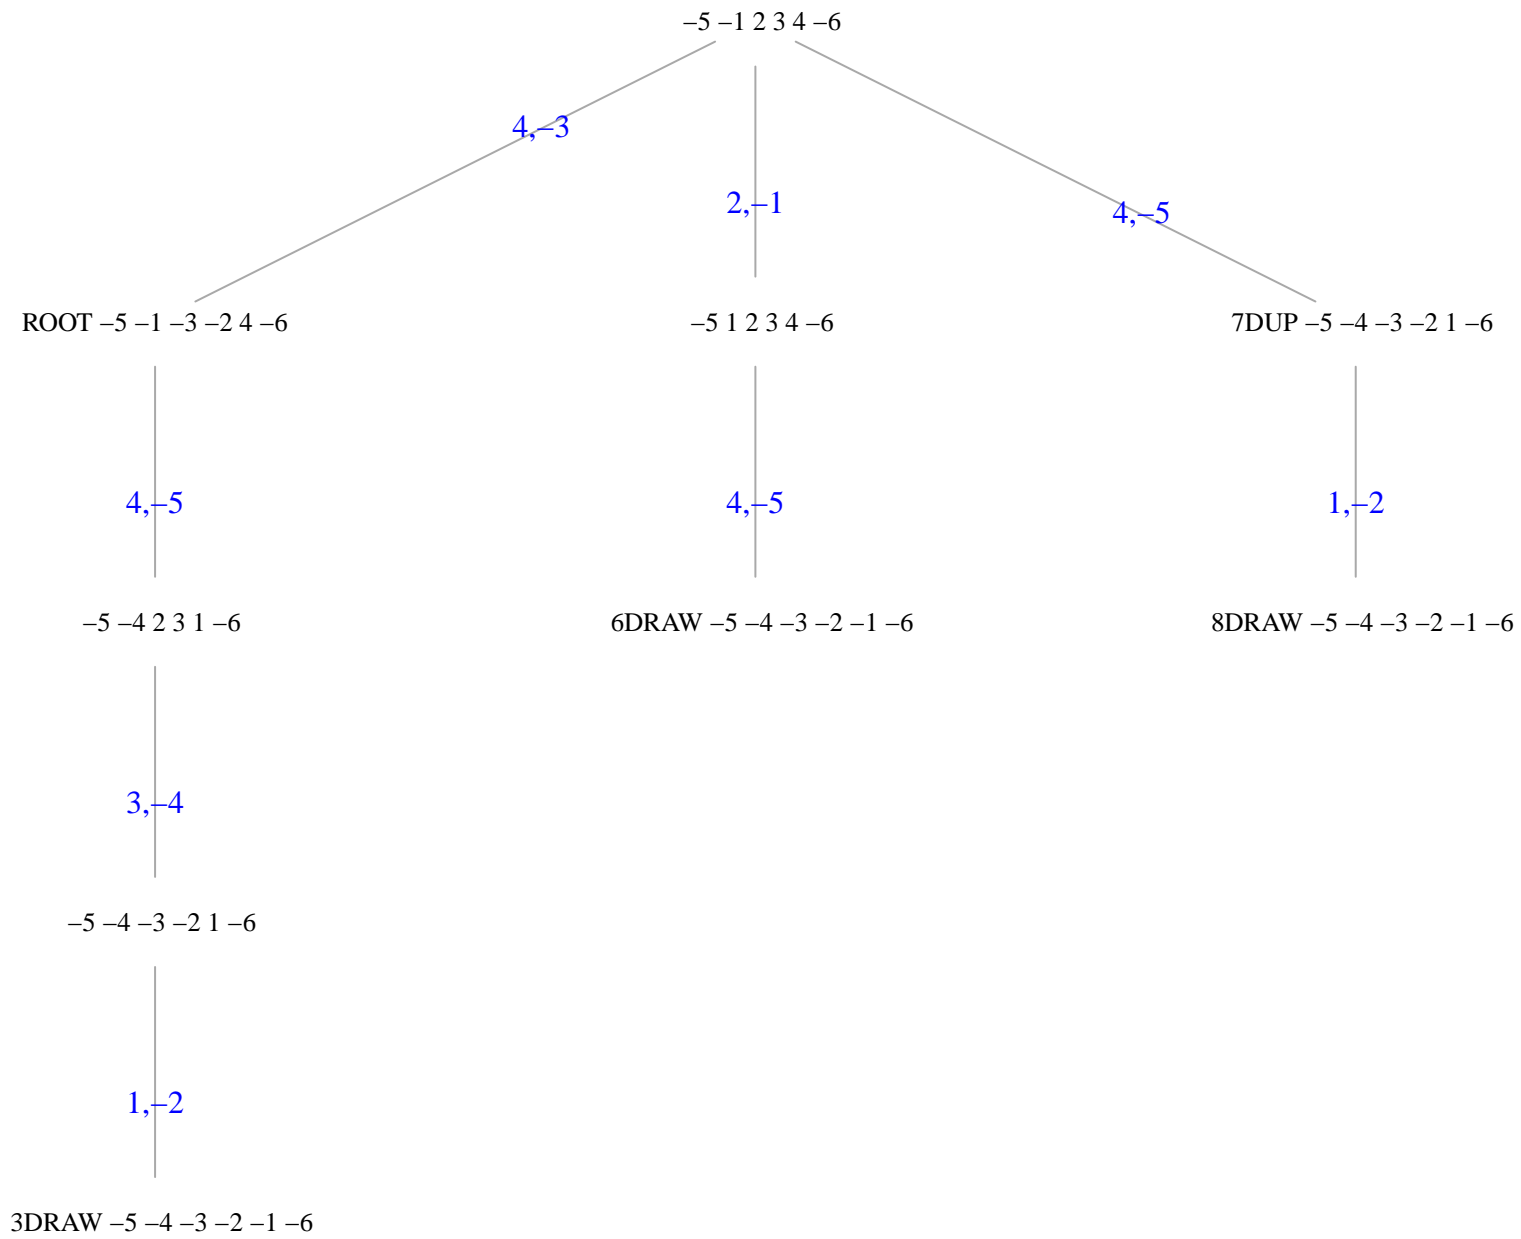 –5 –1 2 3 4 –6
4,–3
2,–1
4,–5
ROOT –5 –1 –3 –2 4 –6
–5 1 2 3 4 –6
7DUP –5 –4 –3 –2 1 –6
4,–5
4,–5
1,–2
–5 –4 2 3 1 –6
6DRAW –5 –4 –3 –2 –1 –6
8DRAW –5 –4 –3 –2 –1 –6
3,–4
–5 –4 –3 –2 1 –6
1,–2
3DRAW –5 –4 –3 –2 –1 –6